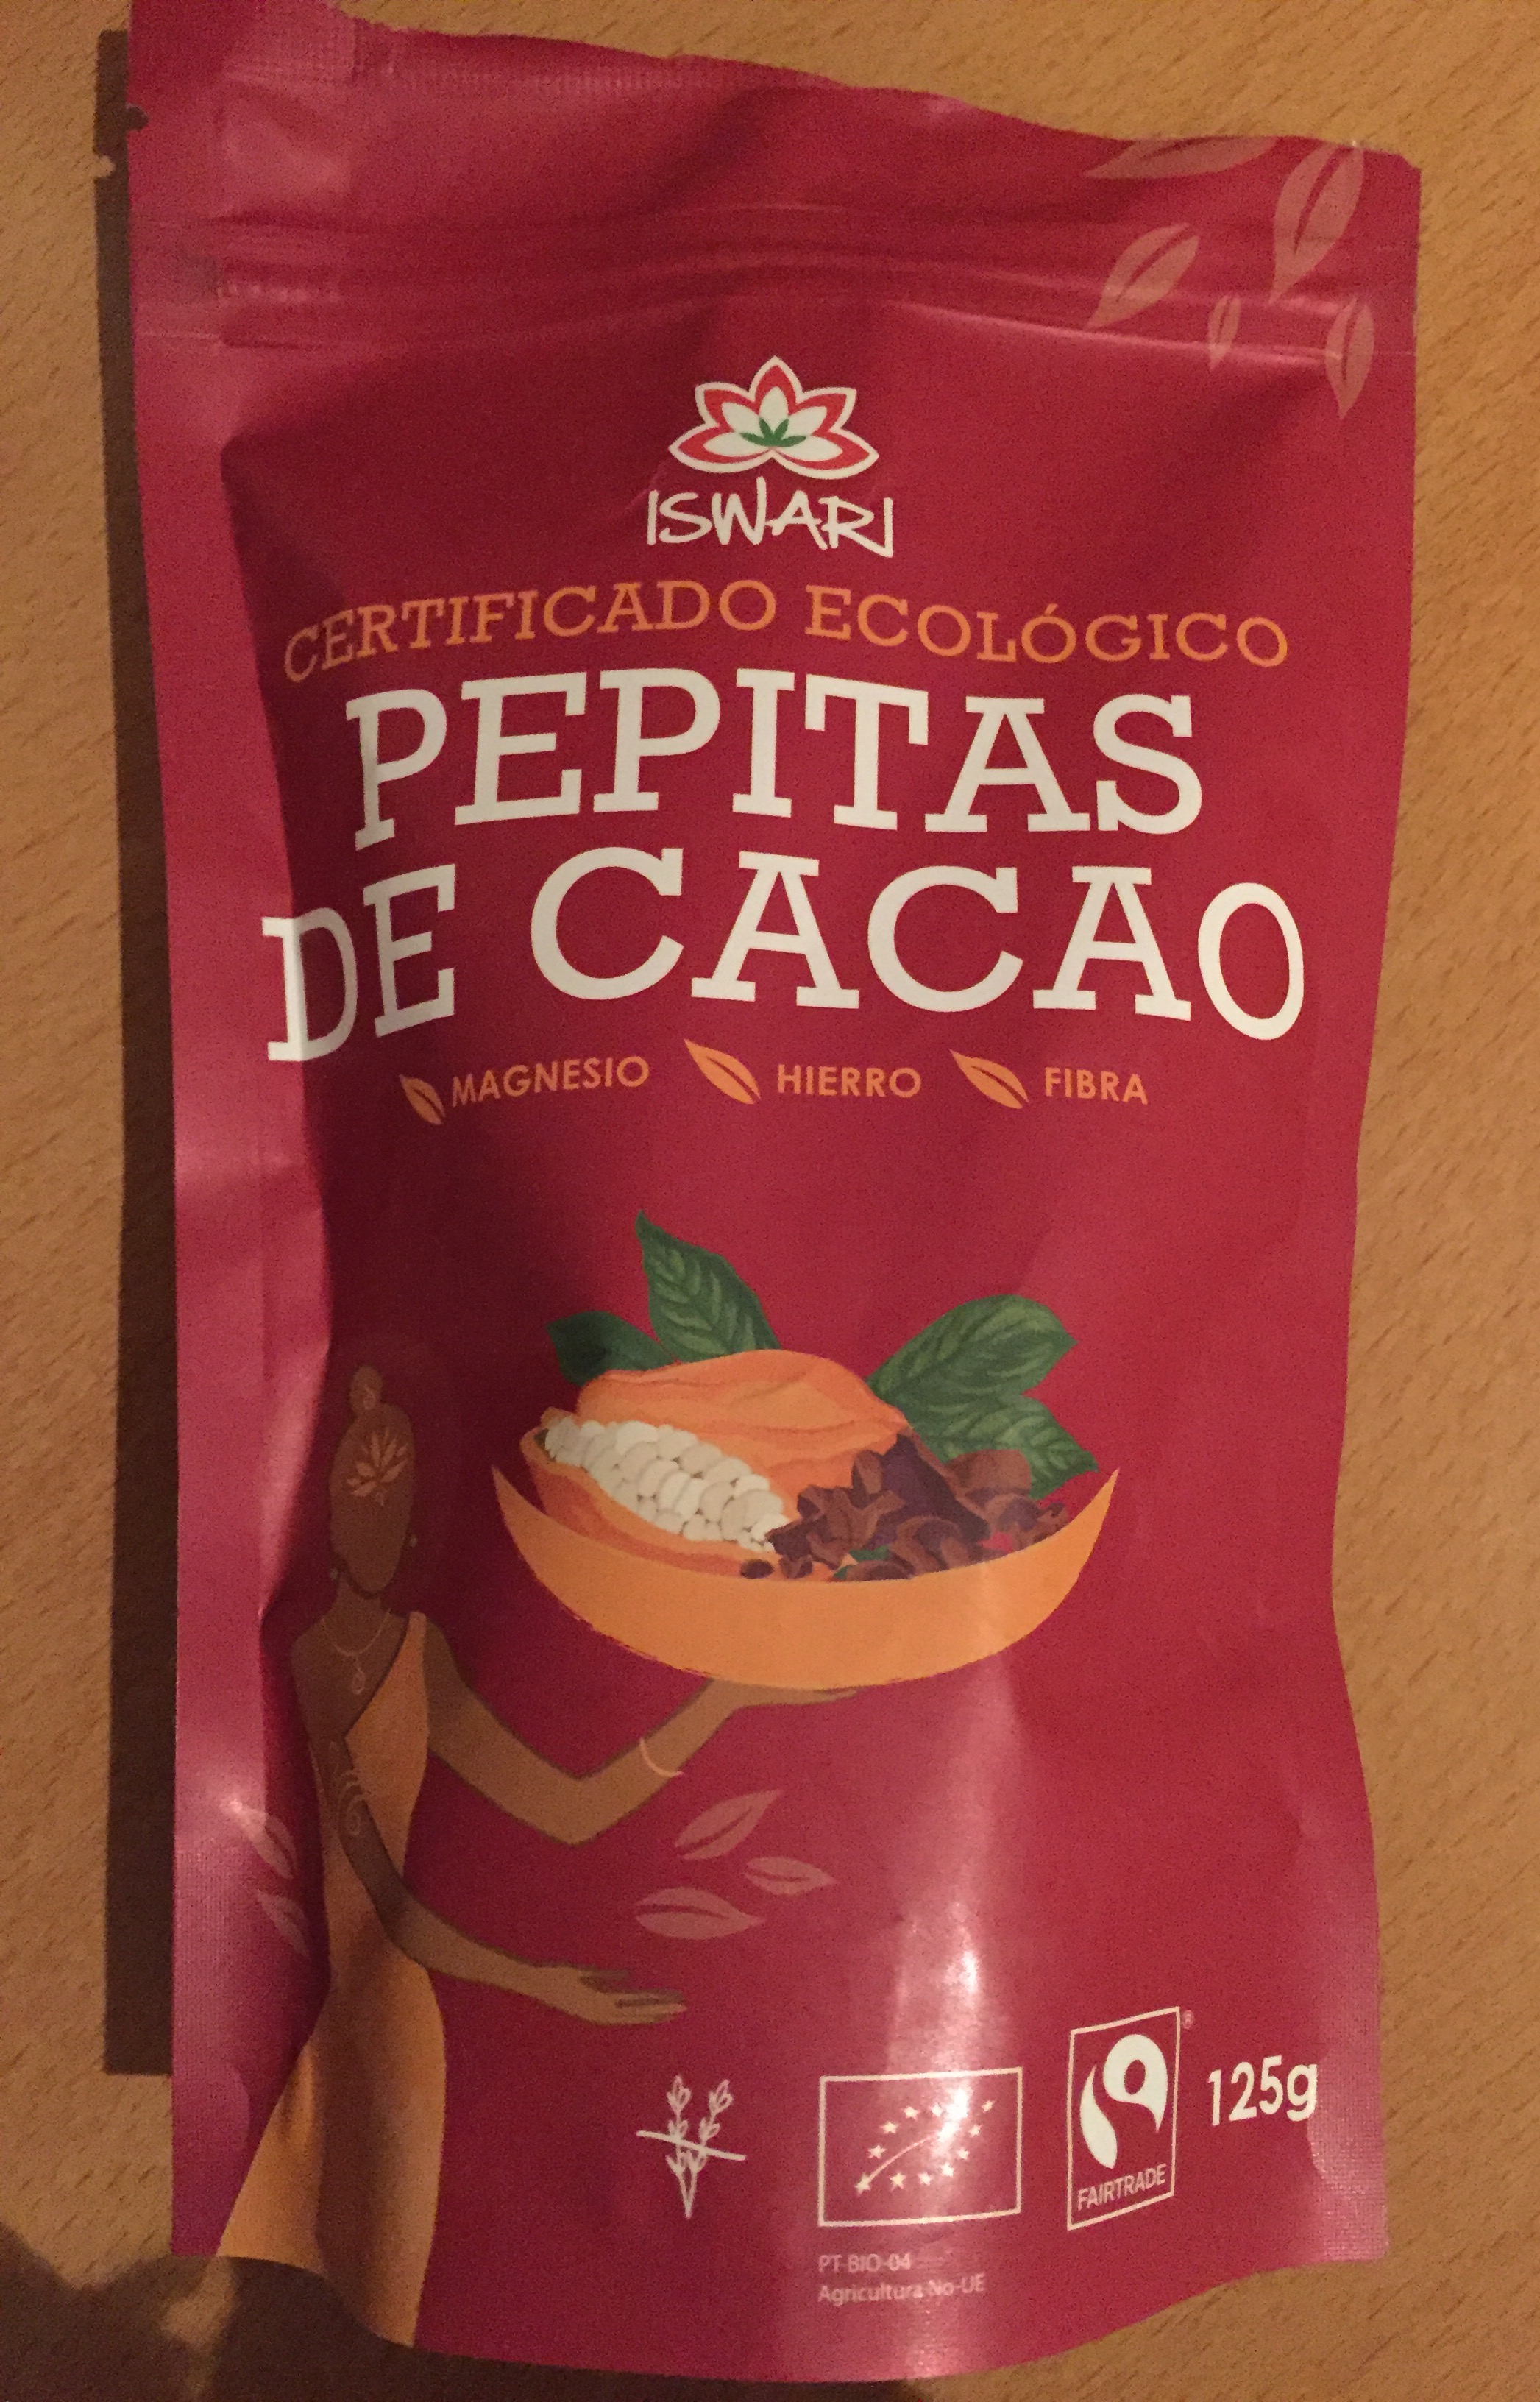 ISWARI
CERTIFICADO ECOLÓGICO
PEPITAS
DE CACAO
MAGNESIO HIERRO FIBRA
FAIRTRADE
®
125g
PT-BIO-04
Agricultura No-UE